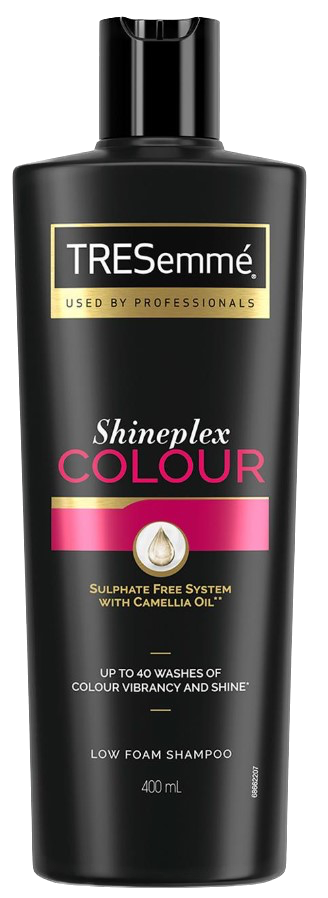 TRESemmé®
USED BY PROFESSIONALS
Shineplex
COLOUR
SULPHATE FREE SYSTEM
WITH CAMELLIA OIL**
UP TO 40 WASHES OF
COLOUR VIBRANCY AND SHINE*
LOW FOAM SHAMPOO
400 mL
68662207